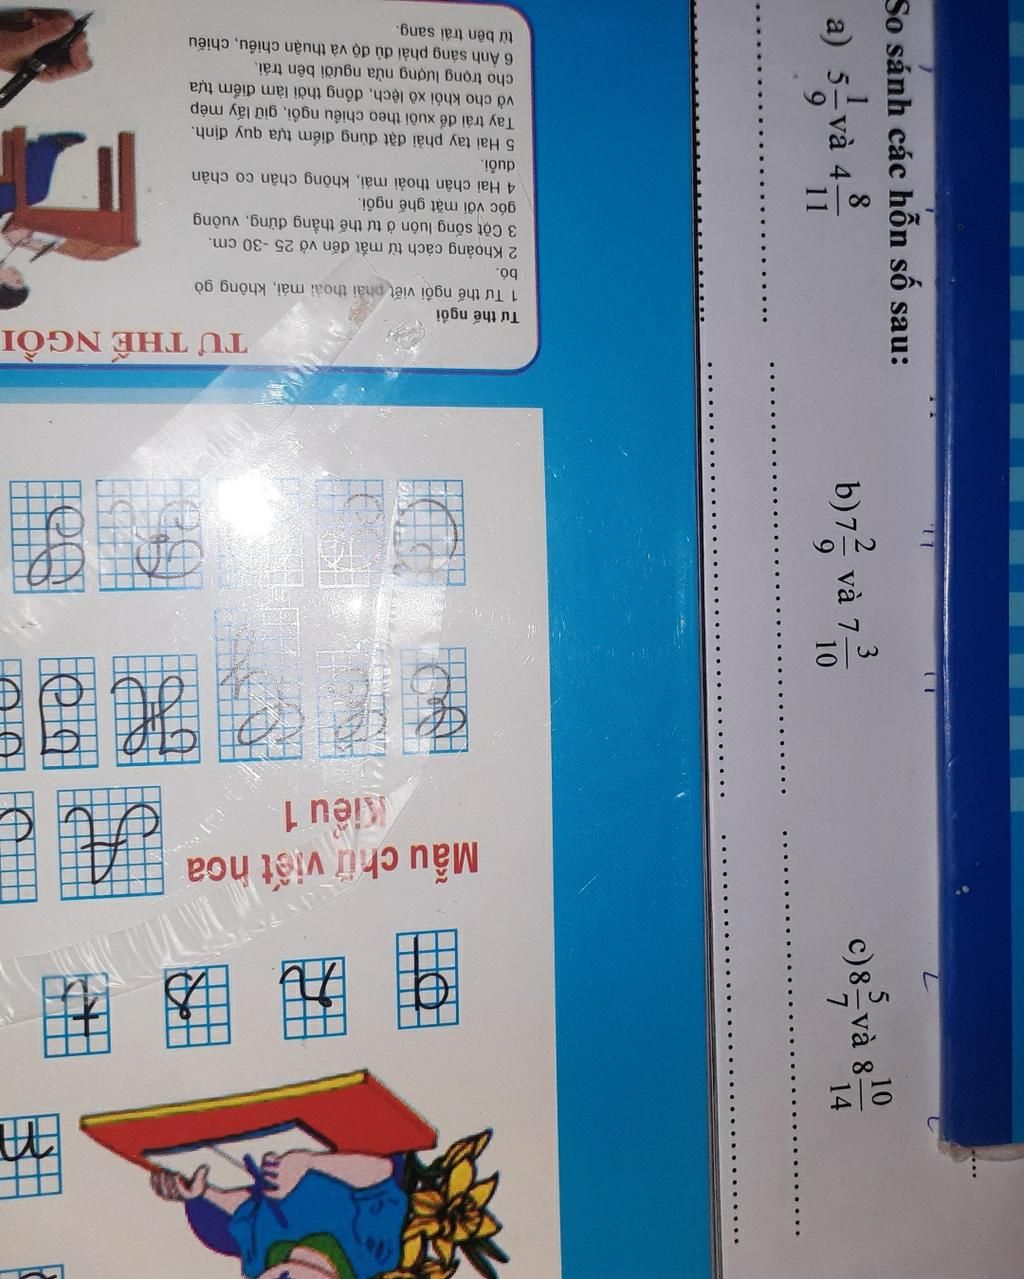 So sánh các hỗn số sau:
a) 5 1/9 và 4 8/11 b) 7 2/9 và 7 3/10 c) 8 5/7 và 8 10/14
TƯ THẾ NGỒI
Tư thế ngồi
1 Tư thế ngồi viết phải thoải mái, không gò
bó.
2 Khoảng cách từ mắt đến vở 25 -30 cm.
3 Cột sống luôn ở tư thế thẳng đứng, vuông
góc với mặt ghế ngồi.
4 Hai chân thoải mái, không chân co chân
duỗi.
5 Hai tay phải đặt đúng điểm tựa quy định.
Tay trái để xuôi theo chiều ngồi, giữ lấy mép
vở cho khỏi xô lệch, đồng thời làm điểm tựa
cho trọng lượng nửa người bên trái.
6 Ánh sáng phải đủ độ và thuận chiều, chiếu
từ bên trái sang.
n
q r s t
Mẫu chữ viết hoa
Kiểu 1
A